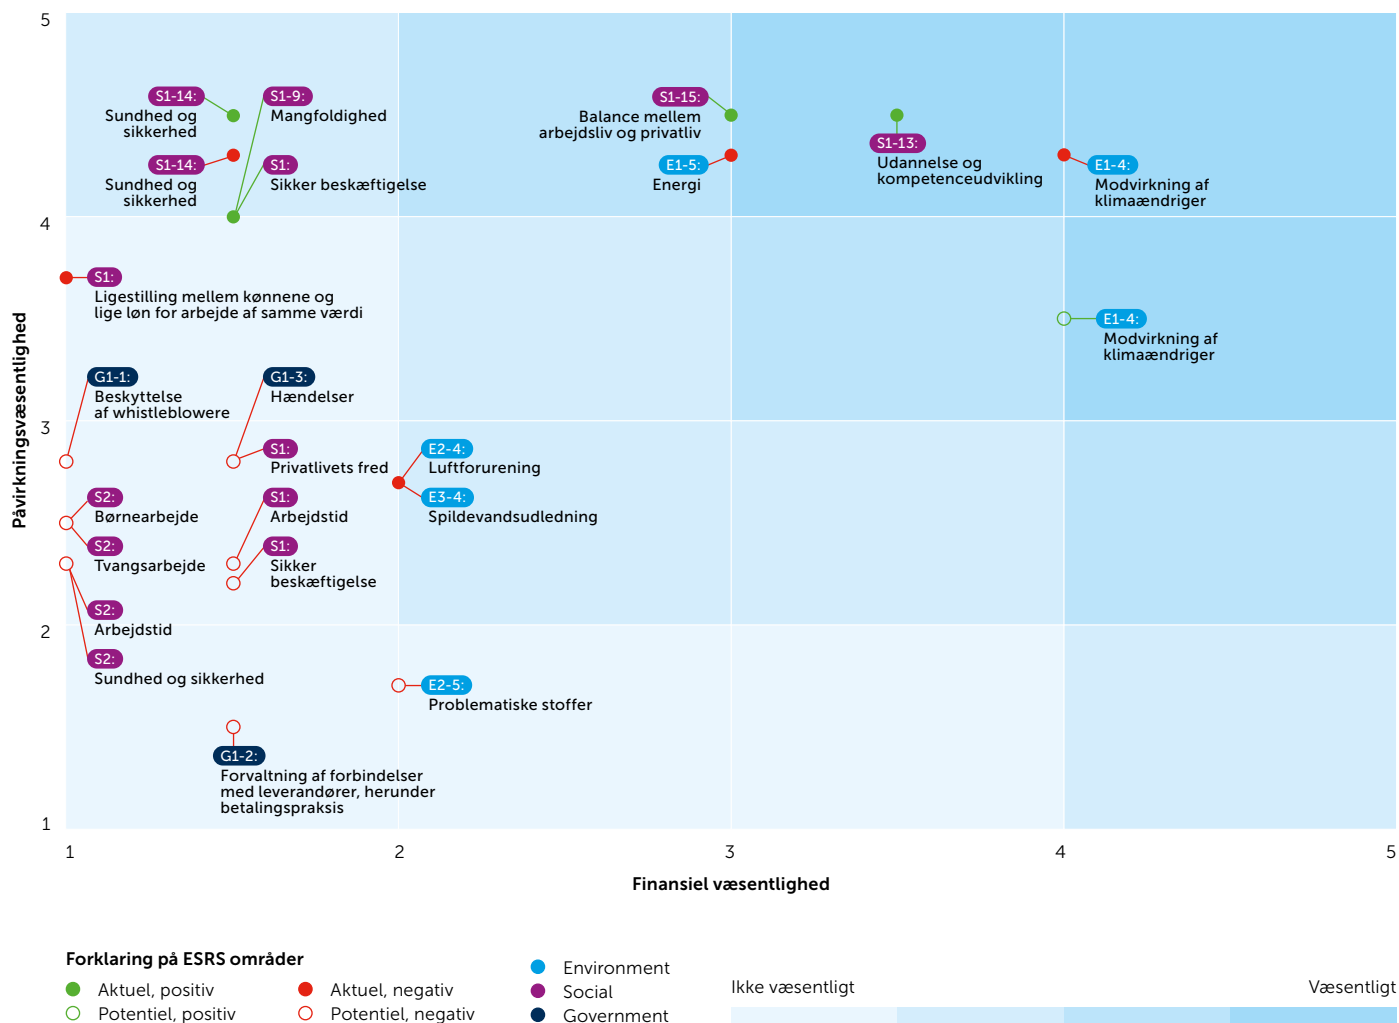 5
S1-14:
Sundhed og
sikkerhed
S1-9:
Mangfoldighed
S1-14:
Sundhed og
sikkerhed
S1:
Sikker beskæftigelse
S1-15:
Balance mellem
arbejdsliv og privatliv
E1-5:
Energi
S1-13:
Udannelse og
kompetenceudvikling
E1-4:
Modvirkning af
klimaændriger
4
S1:
Ligestilling mellem kønnene og
lige løn for arbejde af samme værdi
E1-4:
Modvirkning af
klimaændriger
Påvirkningsvæsentlighed
G1-1:
Beskyttelse
af whistleblowere
G1-3:
Hændelser
3
S1:
Privatlivets fred
E2-4:
Luftforurening
S2:
Børnearbejde
S1:
Arbejdstid
E3-4:
Spildevandsudledning
S2:
Tvangsarbejde
S1:
Sikker
beskæftigelse
S2:
Arbejdstid
2
S2:
Sundhed og sikkerhed
E2-5:
Problematiske stoffer
G1-2:
Forvaltning af forbindelser
med leverandører, herunder
betalingspraksis
1
1 2 3 4 5
Finansiel væsentlighed
Forklaring på ESRS områder
Aktuel, positiv
Potentiel, positiv
Aktuel, negativ
Potentiel, negativ
Environment
Social
Government
Ikke væsentligt
Væsentligt